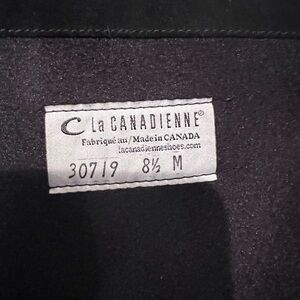 La CANADIENNE®
Fabriqué au/Made in CANADA
lacanadienneshoes.com
30719 8½ M